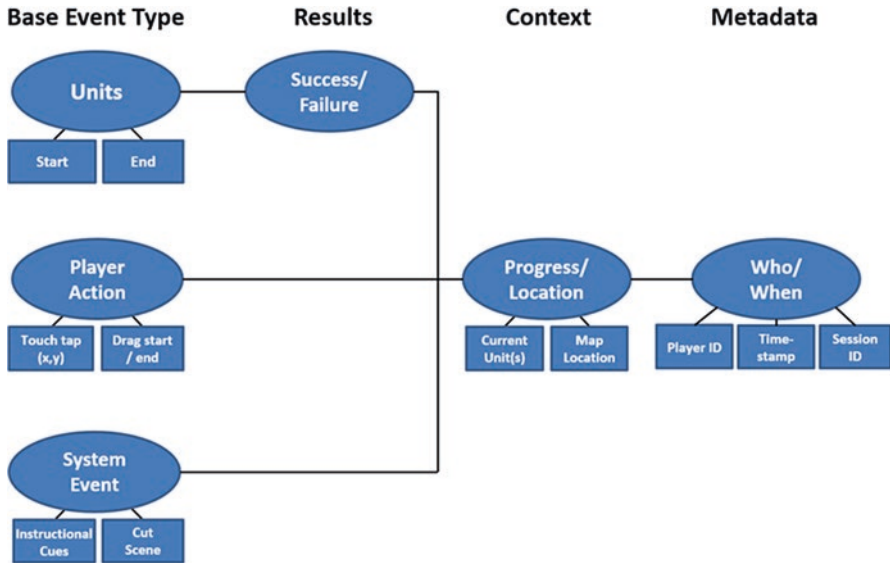 Base Event Type
Results
Context
Metadata
Units
Success/
Failure
Start
End
Player
Action
Progress/
Location
Who/
When
Touch tap
(x,y)
Drag start
/ end
Current
Unit(s)
Map
Location
Player ID
Time-
stamp
Session
ID
System
Event
Instructional
Cues
Cut
Scene